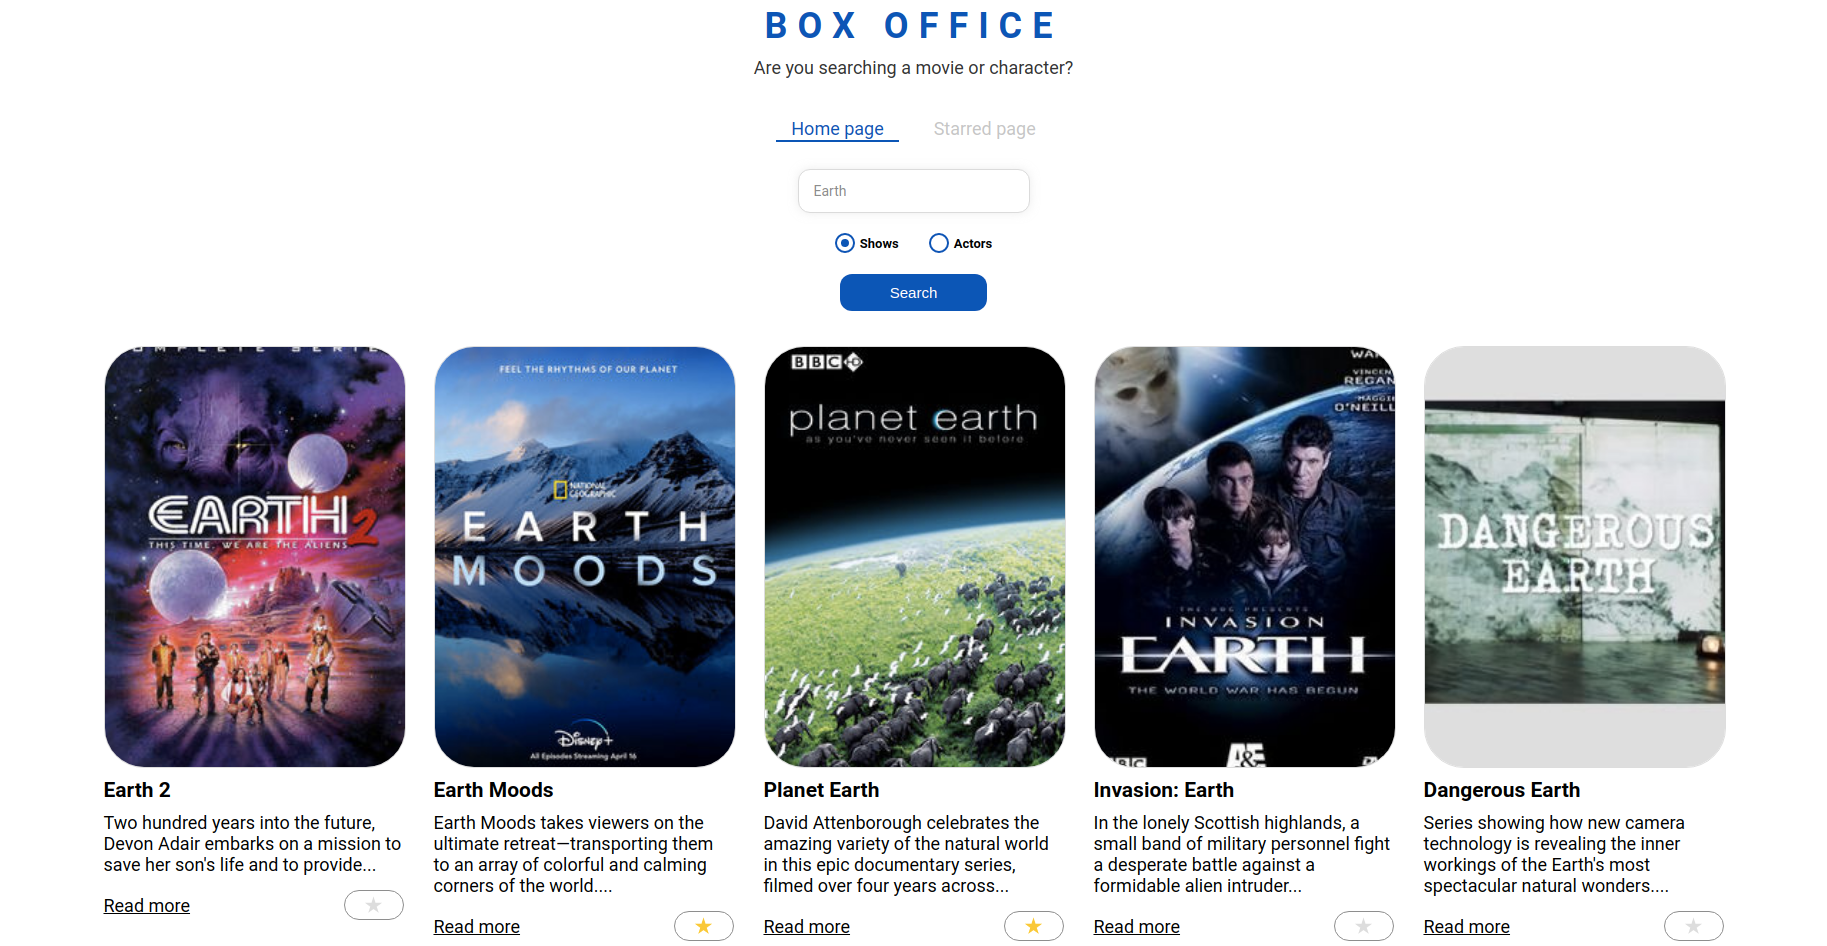 BOX OFFICE
Are you searching a movie or character?
Home page
Starred page
Earth
Shows
Actors
Search
EARTH 2
THIS TIME, WE ARE THE ALIENS
FEEL THE RHYTHMS OF OUR PLANET
NATIONAL
GEOGRAPHIC
EARTH
MOODS
Disney+
All Episodes Streaming April 16
BBC HD
planet earth
as you've never seen it before
VINCENT
REGAN
MAGGIE
O'NEILL
THE BBC PRESENTS
INVASION
EARTH
THE WORLD WAR HAS BEGUN
A&E
DANGEROUS
EARTH
Earth 2
Two hundred years into the future,
Devon Adair embarks on a mission to
save her son's life and to provide...
Read more
Earth Moods
Earth Moods takes viewers on the
ultimate retreat—transporting them
to an array of colorful and calming
corners of the world....
Read more
Planet Earth
David Attenborough celebrates the
amazing variety of the natural world
in this epic documentary series,
filmed over four years across...
Read more
Invasion: Earth
In the lonely Scottish highlands, a
small band of military personnel fight
a desperate battle against a
formidable alien intruder...
Read more
Dangerous Earth
Series showing how new camera
technology is revealing the inner
workings of the Earth's most
spectacular natural wonders....
Read more